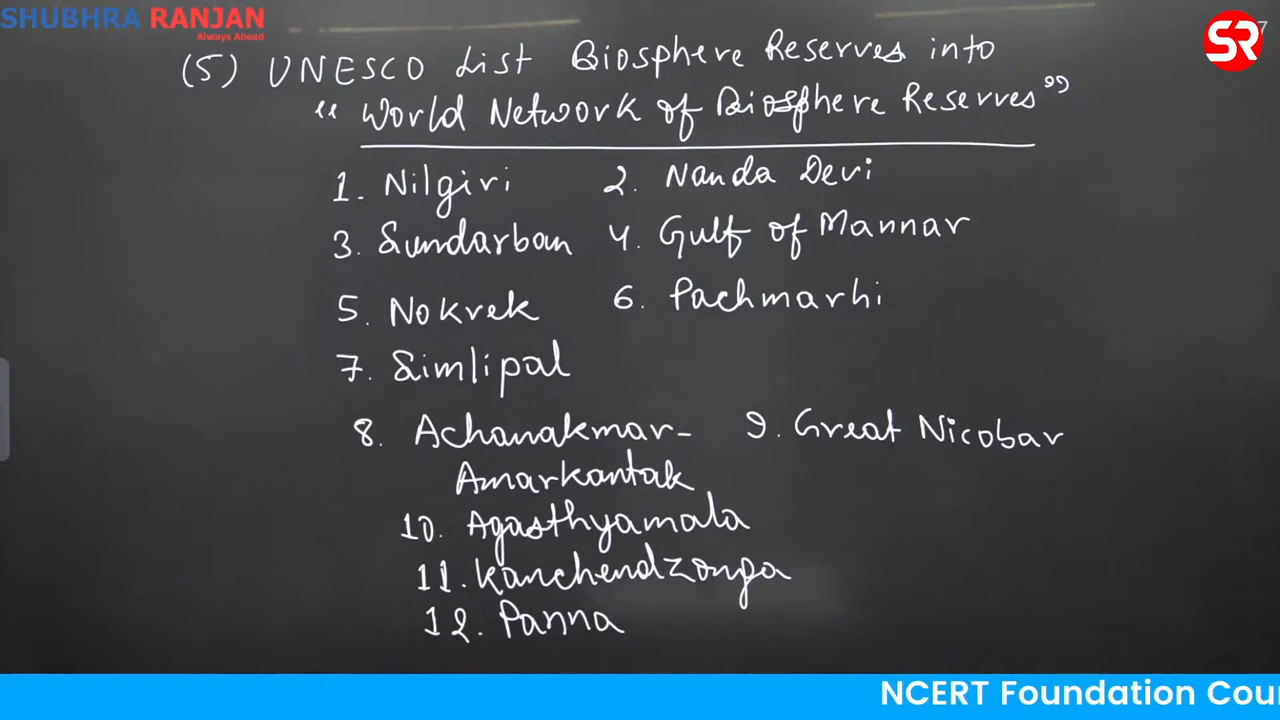 SHUBHRA RANJAN
Always Ahead
SR
7
(5) UNESCO List Biosphere Reserves into
"World Network of Biosphere Reserves"
1. Nilgiri 2. Nanda Devi
3. Sundarban 4. Gulf of Mannar
5. Nokrek 6. Pachmarhi
7. Simlipal
8. Achanakmar- 9. Great Nicobar
Amarkantak
10. Agasthyamala
11. Kanchendzonga
12. Panna
NCERT Foundation Cour